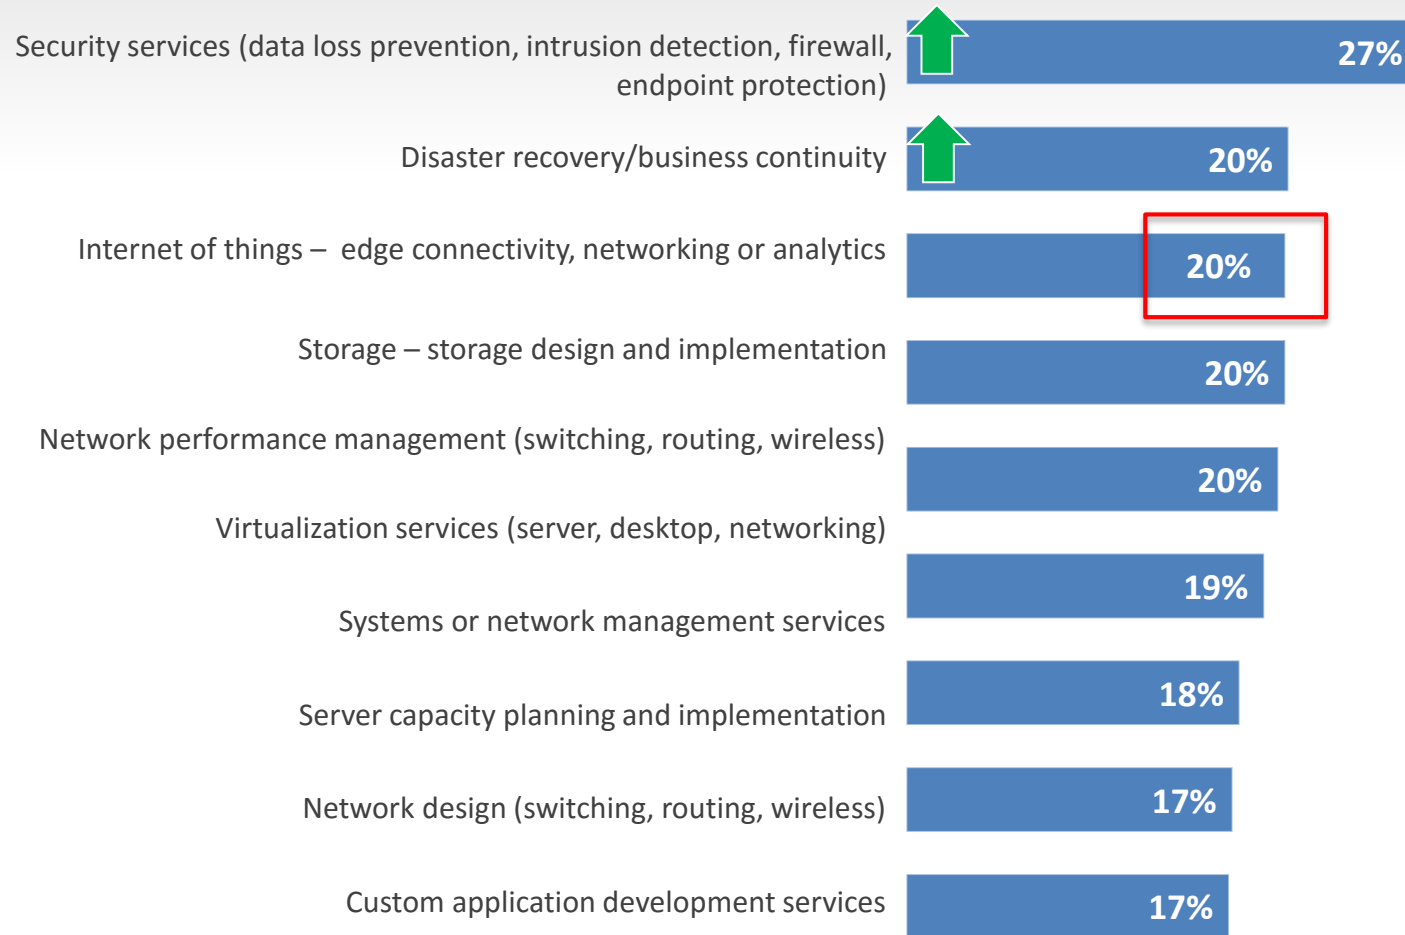 Security services (data loss prevention, intrusion detection, firewall,
endpoint protection)
27%
Disaster recovery/business continuity
20%
Internet of things –  edge connectivity, networking or analytics
20%
Storage – storage design and implementation
20%
Network performance management (switching, routing, wireless)
20%
Virtualization services (server, desktop, networking)
19%
Systems or network management services
18%
Server capacity planning and implementation
17%
Network design (switching, routing, wireless)
17%
Custom application development services